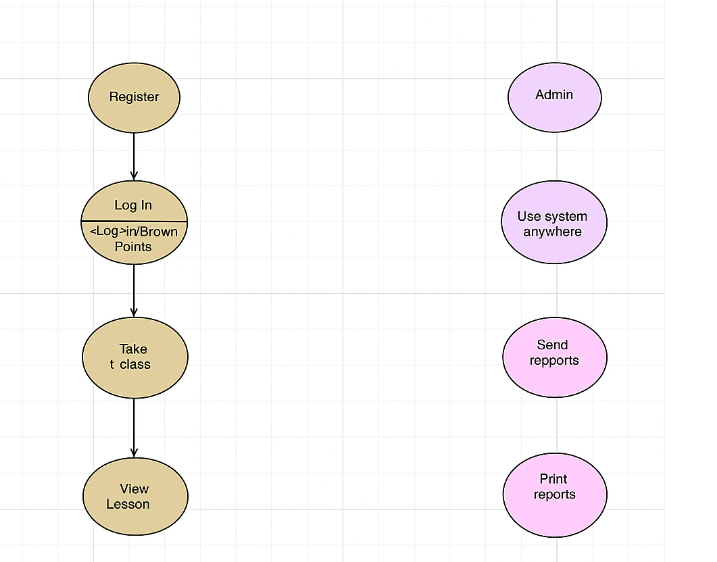 Register
Log In
<Log>in/Brown
Points
Take
t class
View
Lesson
Admin
Use system
anywhere
Send
repports
Print
reports